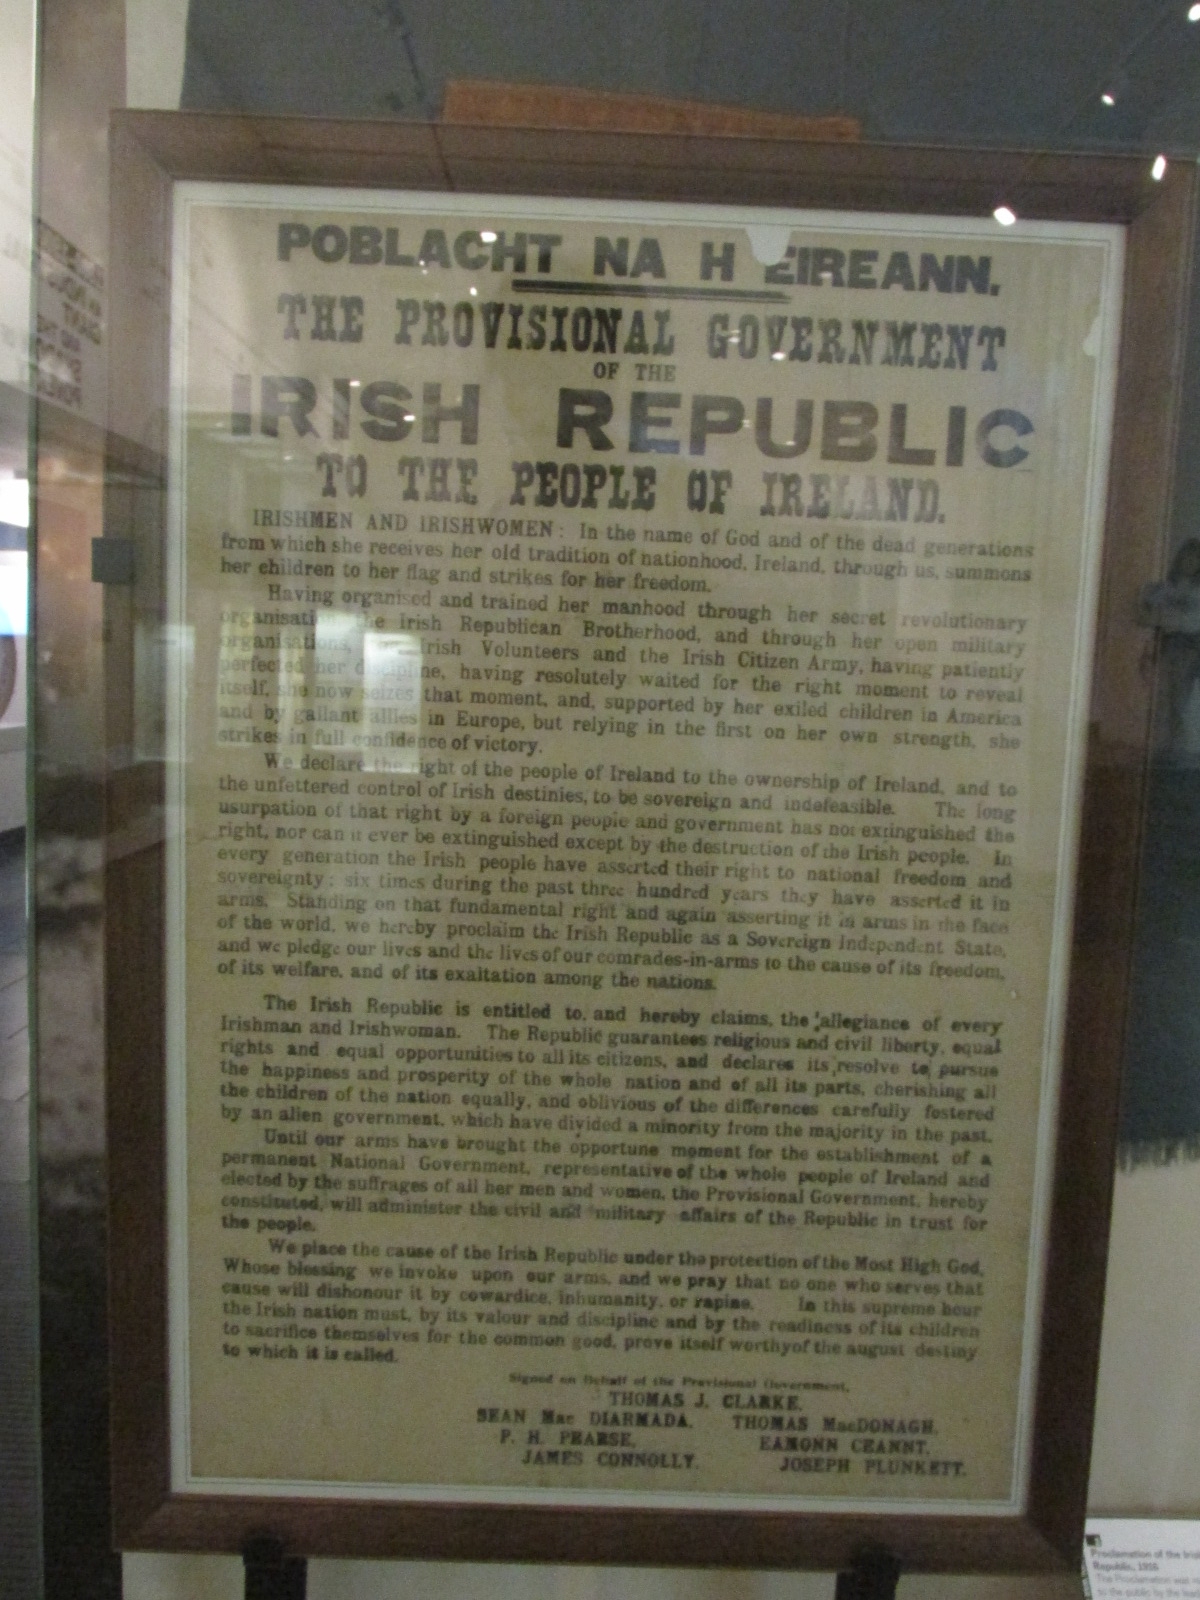 POBLACHT NA H EIREANN.
THE PROVISIONAL GOVERNMENT
OF THE
IRISH REPUBLIC
TO THE PEOPLE OF IRELAND.
IRISHMEN AND IRISHWOMEN: In the name of God and of the dead generations
from which she receives her old tradition of nationhood, Ireland, through us, summons
her children to her flag and strikes for her freedom.
Having organised and trained her manhood through her secret revolutionary
organisation, the Irish Republican Brotherhood, and through her open military
organisations, Irish Volunteers and the Irish Citizen Army, having patiently
perfected her discipline, having resolutely waited for the right moment to reveal
itself, she now seizes that moment, and, supported by her exiled children in America
and by gallant allies in Europe, but relying in the first on her own strength, she
strikes in full confidence of victory.
We declare the right of the people of Ireland to the ownership of Ireland, and to
the unfettered control of Irish destinies, to be sovereign and indefeasible. The long
usurpation of that right by a foreign people and government has not extinguished the
right, nor can it ever be extinguished except by the destruction of the Irish people. In
every generation the Irish people have asserted their right to national freedom and
sovereignty; six times during the past three hundred years they have asserted it in
arms. Standing on that fundamental right and again asserting it in arms in the face
of the world, we hereby proclaim the Irish Republic as a Sovereign Independent State,
and we pledge our lives and the lives of our comrades-in-arms to the cause of its freedom,
of its welfare, and of its exaltation among the nations.
The Irish Republic is entitled to, and hereby claims, the allegiance of every
Irishman and Irishwoman. The Republic guarantees religious and civil liberty, equal
rights and equal opportunities to all its citizens, and declares its resolve to pursue
the happiness and prosperity of the whole nation and of all its parts, cherishing all
the children of the nation equally, and oblivious of the differences carefully fostered
by an alien government, which have divided a minority from the majority in the past.
Until our arms have brought the opportune moment for the establishment of a
permanent National Government, representative of the whole people of Ireland and
elected by the suffrages of all her men and women, the Provisional Government, hereby
constituted, will administer the civil and military affairs of the Republic in trust for
the people.
We place the cause of the Irish Republic under the protection of the Most High God,
Whose blessing we invoke upon our arms, and we pray that no one who serves that
cause will dishonour it by cowardice, inhumanity, or rapine. In this supreme hour
the Irish nation must, by its valour and discipline and by the readiness of its children
to sacrifice themselves for the common good, prove itself worthy of the august destiny
to which it is called.
Signed on Behalf of the Provisional Government,
THOMAS J. CLARKE,
SEAN Mac DIARMADA, THOMAS MacDONAGH,
P. H. PEARSE, EAMONN CEANNT,
JAMES CONNOLLY. JOSEPH PLUNKETT.
Proclamation of the
Republic, 1916
The Proclamation was
to the public by the